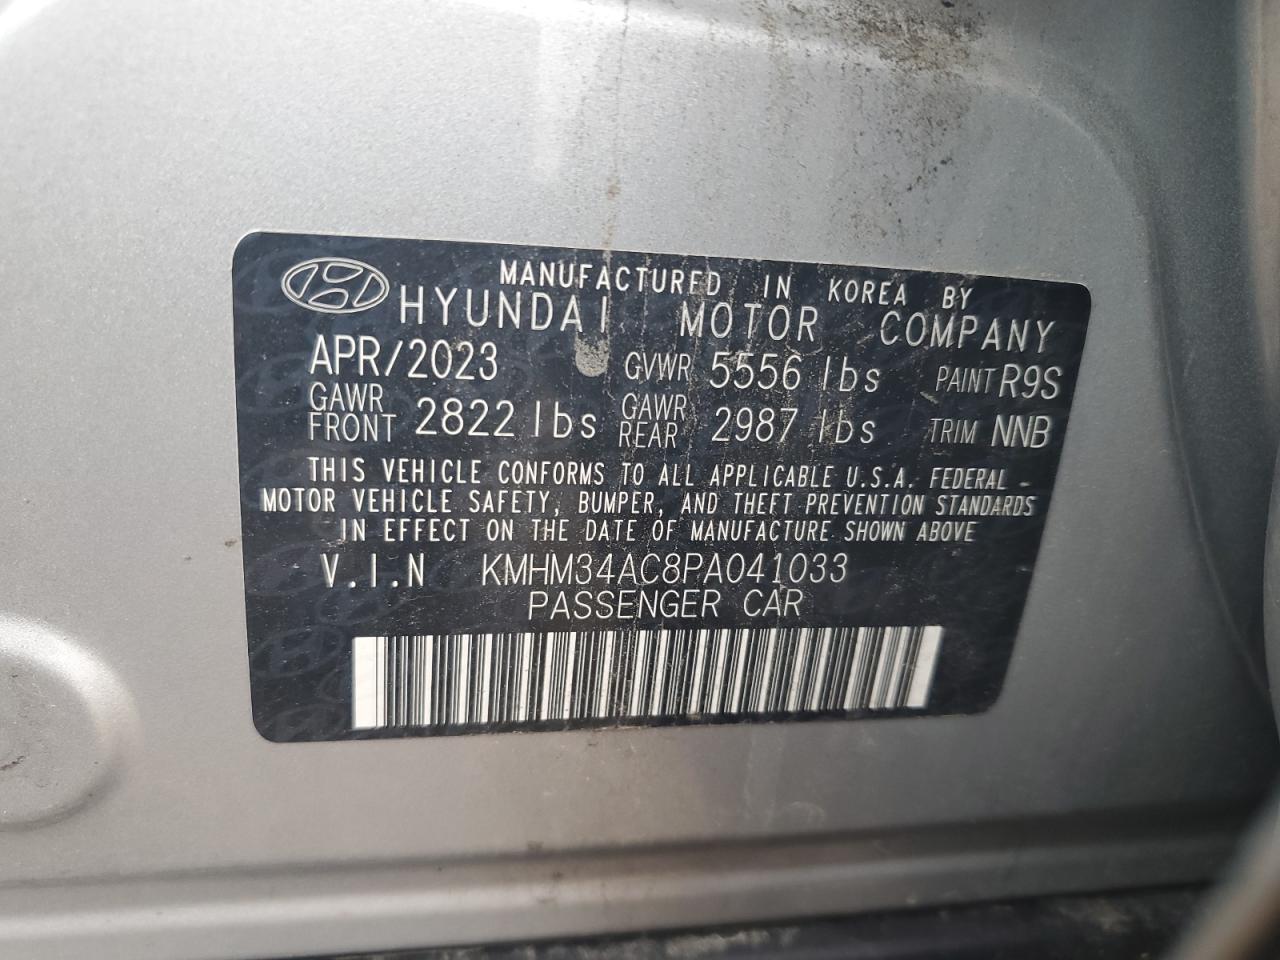 MANUFACTURED IN KOREA BY
HYUNDAI MOTOR COMPANY
APR/2023 GVWR 5556 lbs PAINT R9S
GAWR FRONT 2822 lbs GAWR REAR 2987 lbs TRIM NNB
THIS VEHICLE CONFORMS TO ALL APPLICABLE U.S.A. FEDERAL
MOTOR VEHICLE SAFETY, BUMPER, AND THEFT PREVENTION STANDARDS
IN EFFECT ON THE DATE OF MANUFACTURE SHOWN ABOVE
V.I.N KMHM34AC8PA041033
PASSENGER CAR